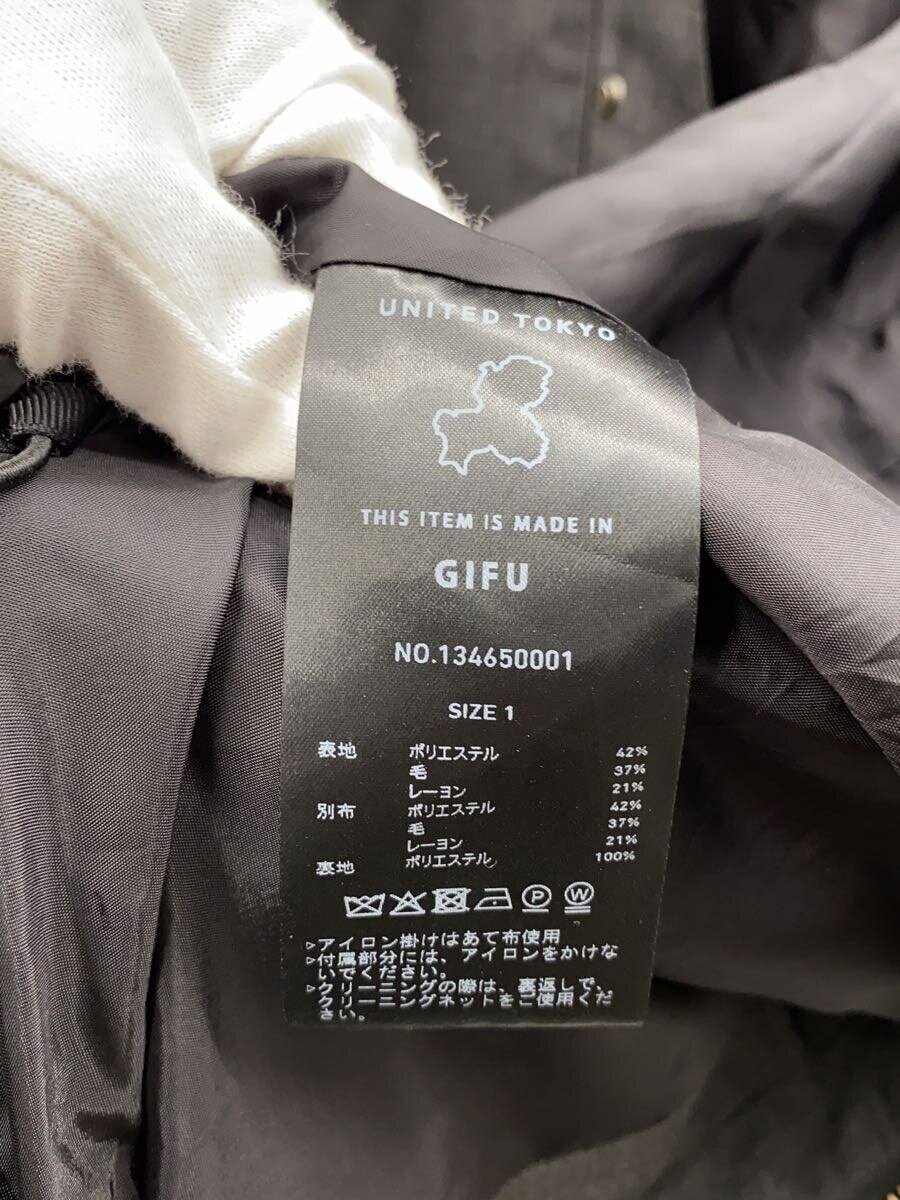 UNITED TOKYO
THIS ITEM IS MADE IN
GIFU
NO.134650001
SIZE 1
表地 ポリエステル 42%
毛 37%
レーヨン 21%
別布 ポリエステル 42%
毛 37%
レーヨン 21%
裏地 ポリエステル 100%
P W
▷アイロン掛けはあて布使用
▷付属部分には、アイロンをかけな
いでください。
▷クリーニングの際は、裏返しで、
クリーニングネットをご使用くだ
さい。